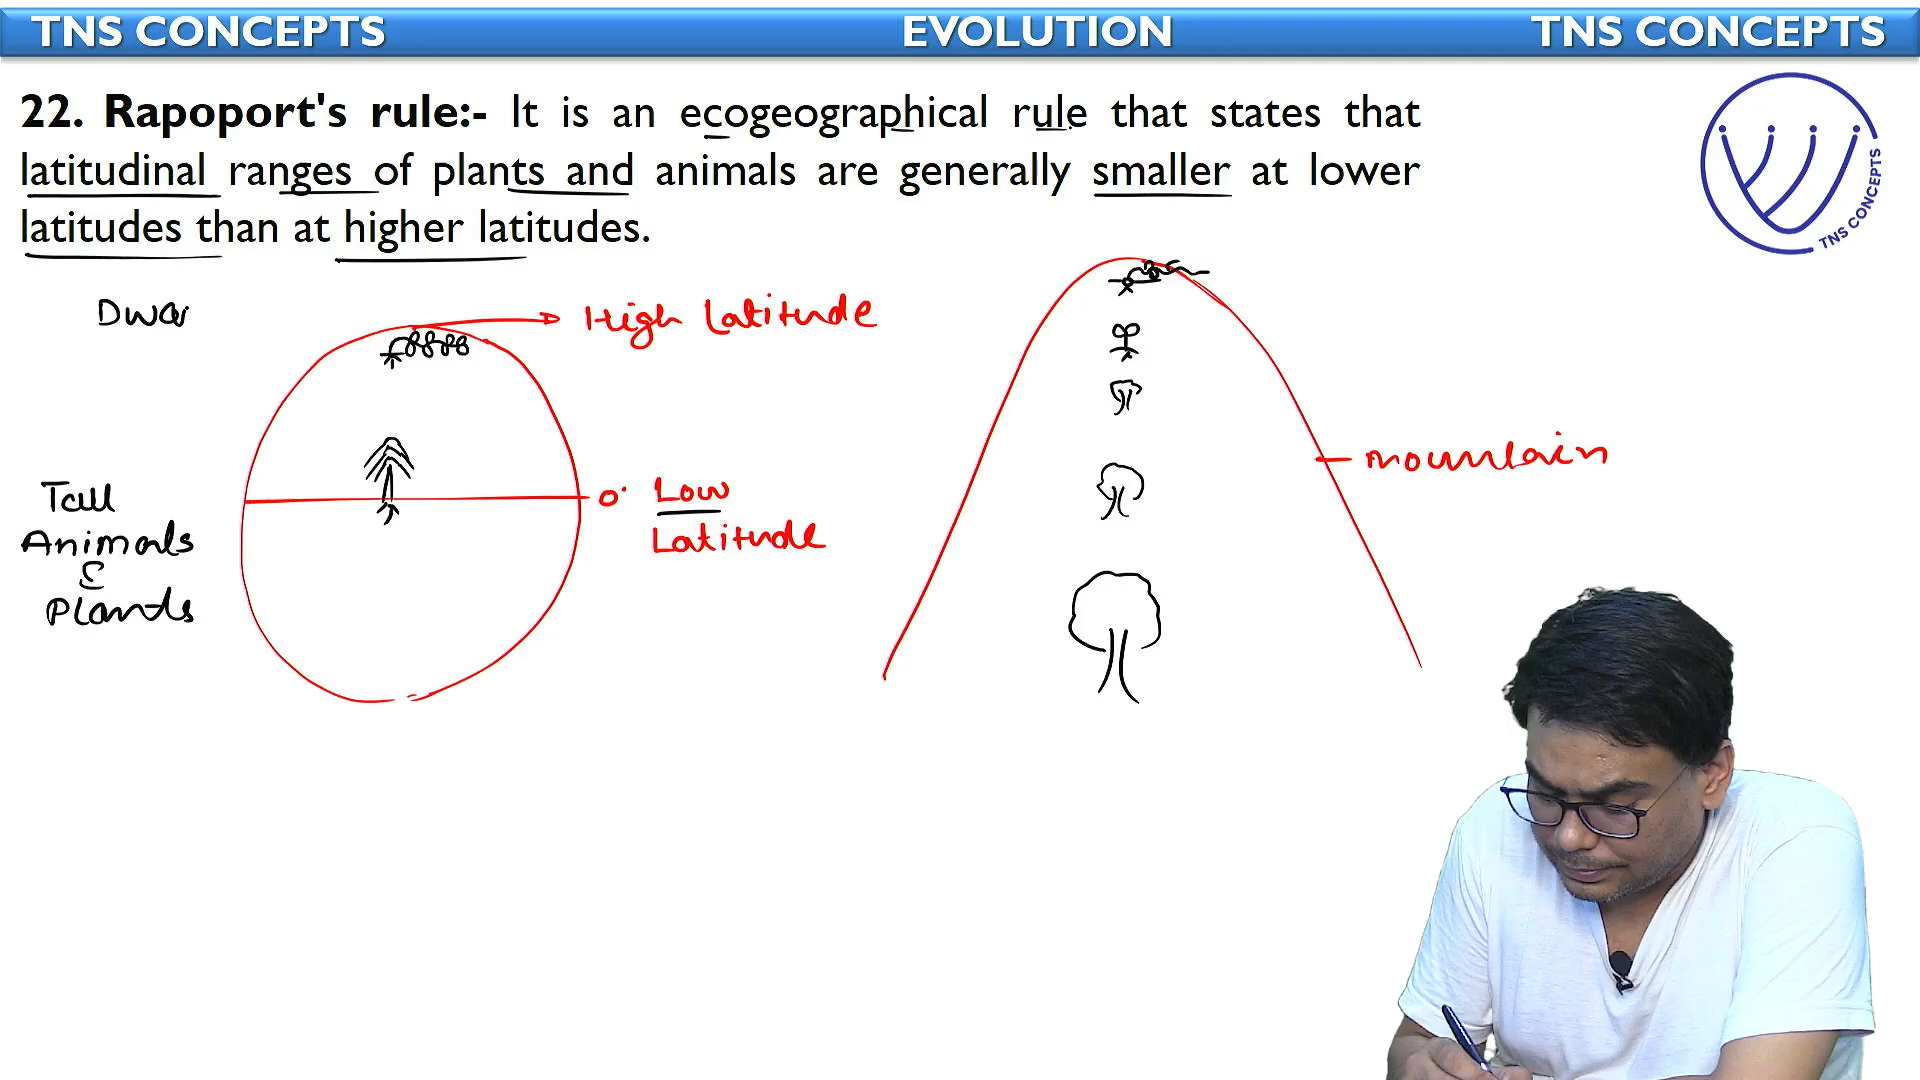 TNS CONCEPTS EVOLUTION TNS CONCEPTS
22. Rapoport's rule:- It is an ecogeographical rule that states that
latitudinal ranges of plants and animals are generally smaller at lower
latitudes than at higher latitudes.
TNS CONCEPTS
Dwar
High Latitude
mountain
0° Low
Latitude
Tall
Animals
&
Plants